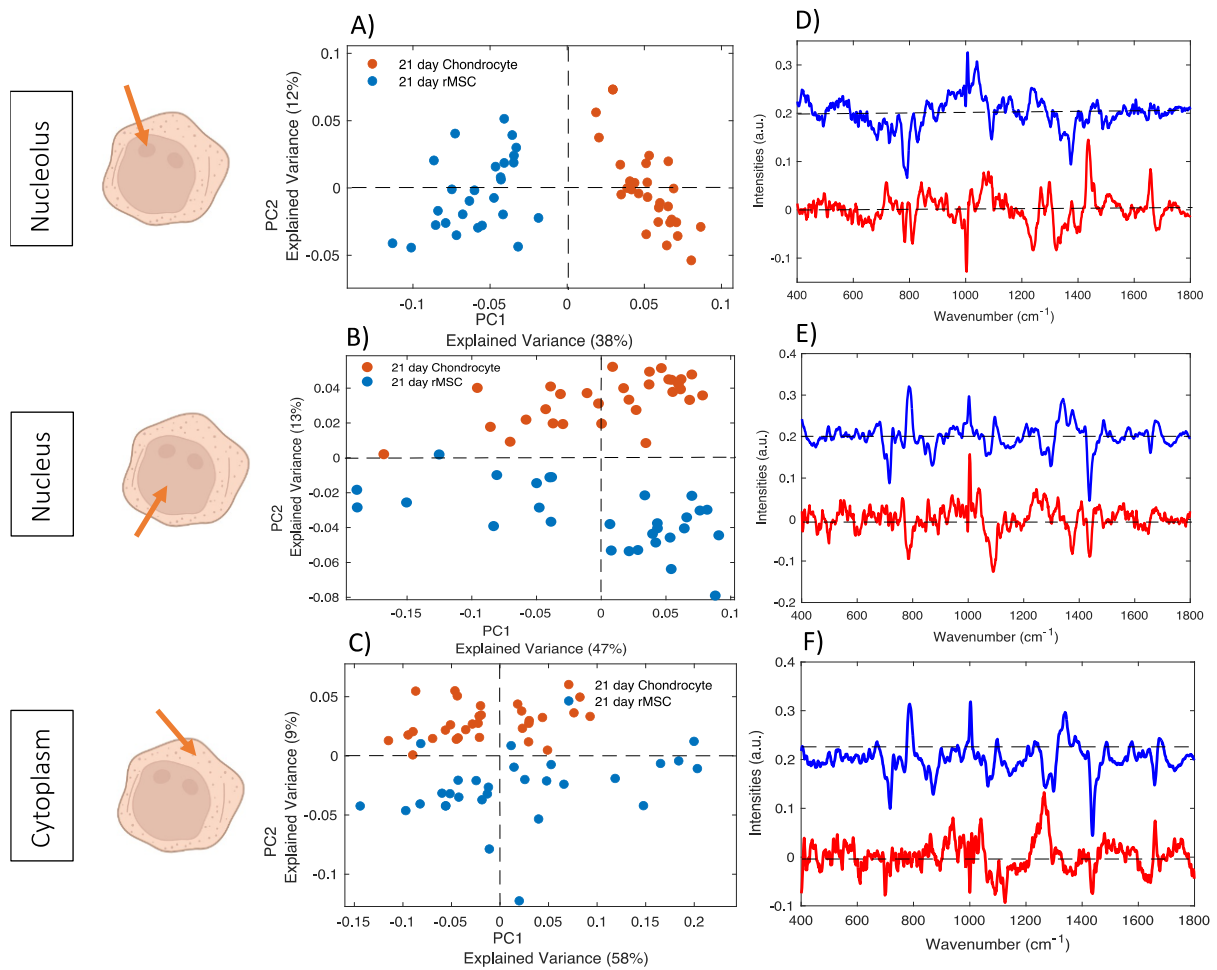 Nucleolus
A)
21 day Chondrocyte
21 day rMSC
0.1
0.05
0
-0.05
PC2
Explained Variance (12%)
-0.1
-0.05
0
0.05
0.1
PC1
Explained Variance (38%)
D)
0.3
0.2
0.1
0
-0.1
Intensities (a.u.)
400
600
800
1000
1200
1400
1600
1800
Wavenumber (cm⁻¹)
Nucleus
B)
21 day Chondrocyte
21 day rMSC
0.04
0.02
0
-0.02
-0.04
-0.06
-0.08
PC2
Explained Variance (13%)
-0.15
-0.1
-0.05
0
0.05
0.1
PC1
Explained Variance (47%)
E)
0.4
0.3
0.2
0.1
0
0.1
0.2
Intensities (a.u.)
400
600
800
1000
1200
1400
1600
1800
Wavenumber (cm⁻¹)
Cytoplasm
C)
21 day Chondrocyte
21 day rMSC
0.05
0
-0.05
-0.1
PC2
Explained Variance (9%)
-0.15
-0.1
-0.05
0
0.05
0.1
0.15
0.2
PC1
Explained Variance (58%)
F)
0.4
0.3
0.2
0.1
0
-0.1
Intensities (a.u.)
400
600
800
1000
1200
1400
1600
1800
Wavenumber (cm⁻¹)